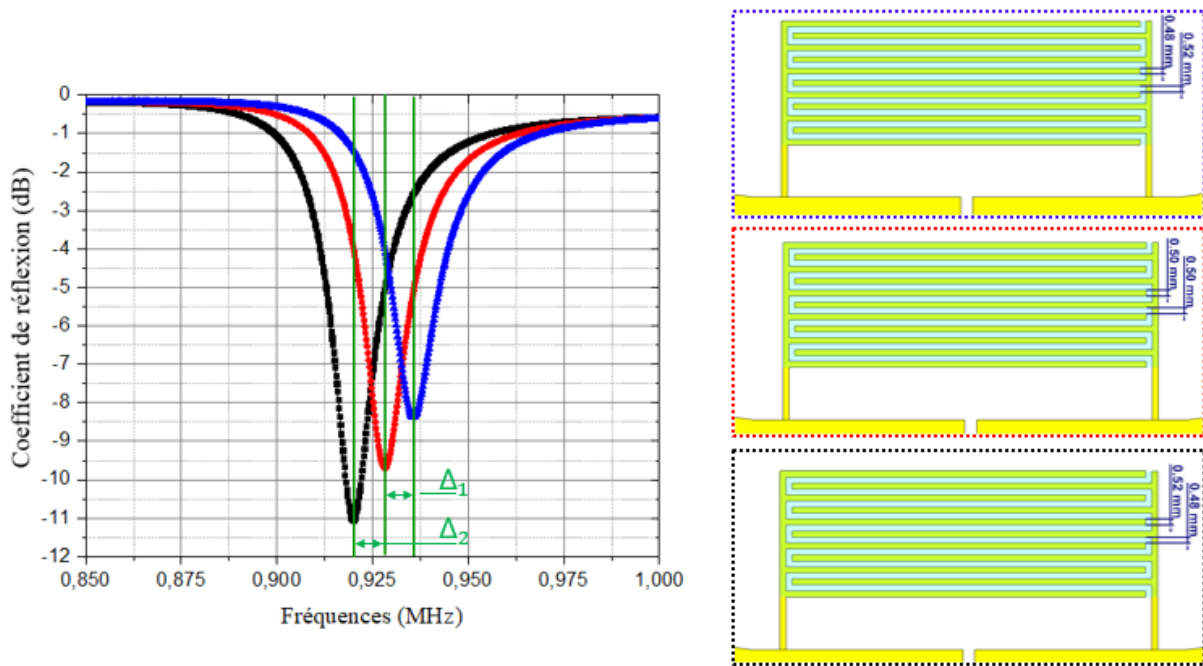 Coefficient de réflexion (dB)
0
-1
-2
-3
-4
-5
-6
-7
-8
-9
-10
-11
-12
Δ1
Δ2
0,850
0,875
0,900
0,925
0,950
0,975
1,000
Fréquences (MHz)
0.48 mm
0.52 mm
0.50 mm
0.50 mm
0.52 mm
0.48 mm